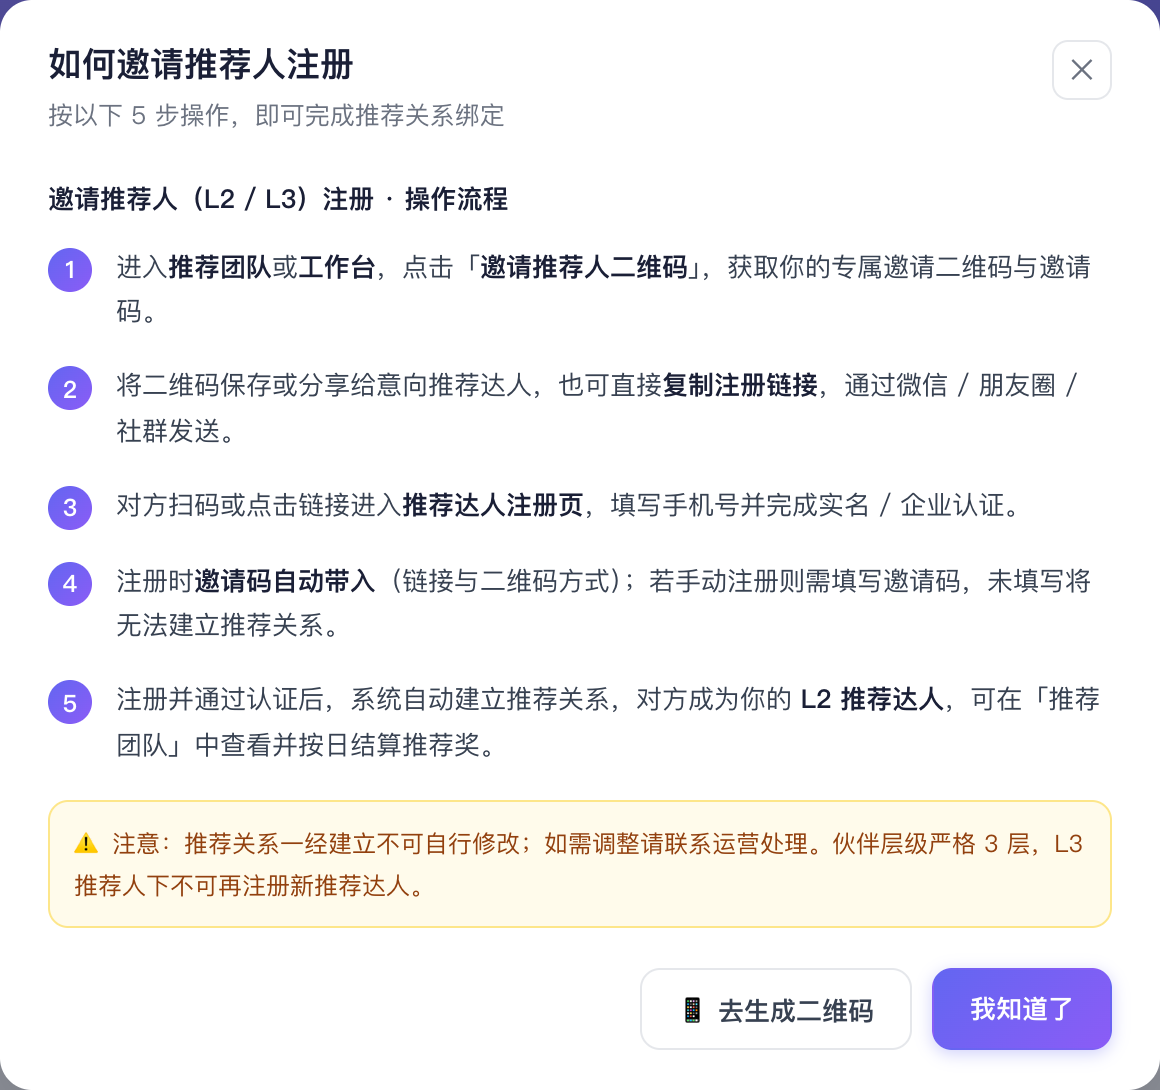 如何邀请推荐人注册
按以下 5 步操作，即可完成推荐关系绑定
邀请推荐人（L2 / L3）注册 · 操作流程
1 进入推荐团队或工作台，点击「邀请推荐人二维码」，获取你的专属邀请二维码与邀请
码。
2 将二维码保存或分享给意向推荐达人，也可直接复制注册链接，通过微信 / 朋友圈 /
社群发送。
3 对方扫码或点击链接进入推荐达人注册页，填写手机号并完成实名 / 企业认证。
4 注册时邀请码自动带入（链接与二维码方式）；若手动注册则需填写邀请码，未填写将
无法建立推荐关系。
5 注册并通过认证后，系统自动建立推荐关系，对方成为你的 L2 推荐达人，可在「推荐
团队」中查看并按日结算推荐奖。
⚠️ 注意：推荐关系一经建立不可自行修改；如需调整请联系运营处理。伙伴层级严格 3 层，L3
推荐人下不可再注册新推荐达人。
📱 去生成二维码
我知道了